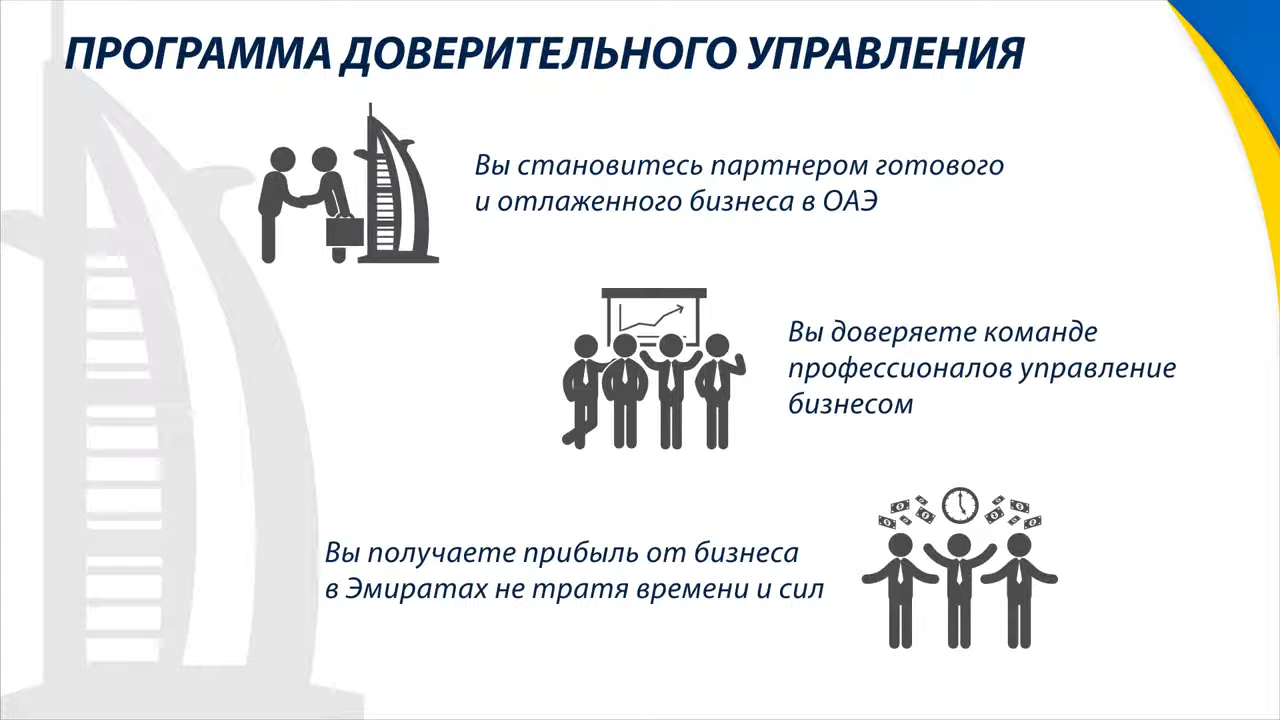 ПРОГРАММА ДОВЕРИТЕЛЬНОГО УПРАВЛЕНИЯ
Вы становитесь партнером готового
и отлаженного бизнеса в ОАЭ
Вы доверяете команде
профессионалов управление
бизнесом
Вы получаете прибыль от бизнеса
в Эмиратах не тратя времени и сил